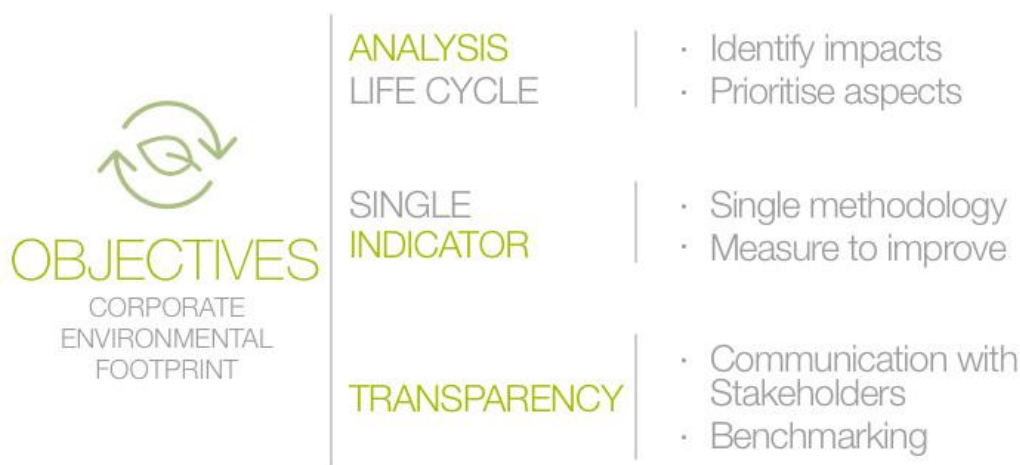 OBJECTIVES
CORPORATE
ENVIRONMENTAL
FOOTPRINT
ANALYSIS
LIFE CYCLE
· Identify impacts
· Prioritise aspects
SINGLE
INDICATOR
· Single methodology
· Measure to improve
TRANSPARENCY
· Communication with
Stakeholders
· Benchmarking